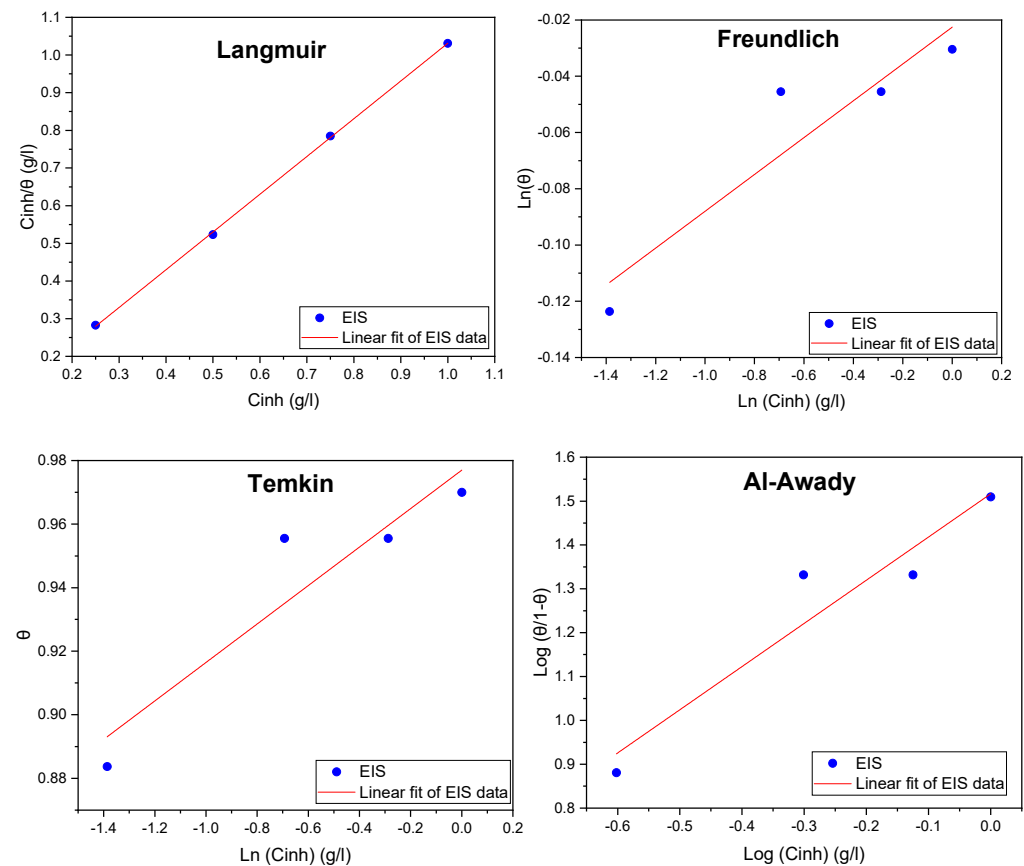 Langmuir
Cinh/θ (g/l)
1.1
1.0
0.9
0.8
0.7
0.6
0.5
0.4
0.3
0.2
EIS
Linear fit of EIS data
0.2 0.3 0.4 0.5 0.6 0.7 0.8 0.9 1.0 1.1
Cinh (g/l)
Freundlich
Ln(θ)
-0.02
-0.04
-0.06
-0.08
-0.10
-0.12
-0.14
EIS
Linear fit of EIS data
-1.4 -1.2 -1.0 -0.8 -0.6 -0.4 -0.2 0.0 0.2
Ln (Cinh) (g/l)
Temkin
θ
0.98
0.96
0.94
0.92
0.90
0.88
EIS
Linear fit of EIS data
-1.4 -1.2 -1.0 -0.8 -0.6 -0.4 -0.2 0.0 0.2
Ln (Cinh) (g/l)
Al-Awady
Log (θ/1-θ)
1.6
1.5
1.4
1.3
1.2
1.1
1.0
0.9
0.8
EIS
Linear fit of EIS data
-0.6 -0.5 -0.4 -0.3 -0.2 -0.1 0.0
Log (Cinh) (g/l)